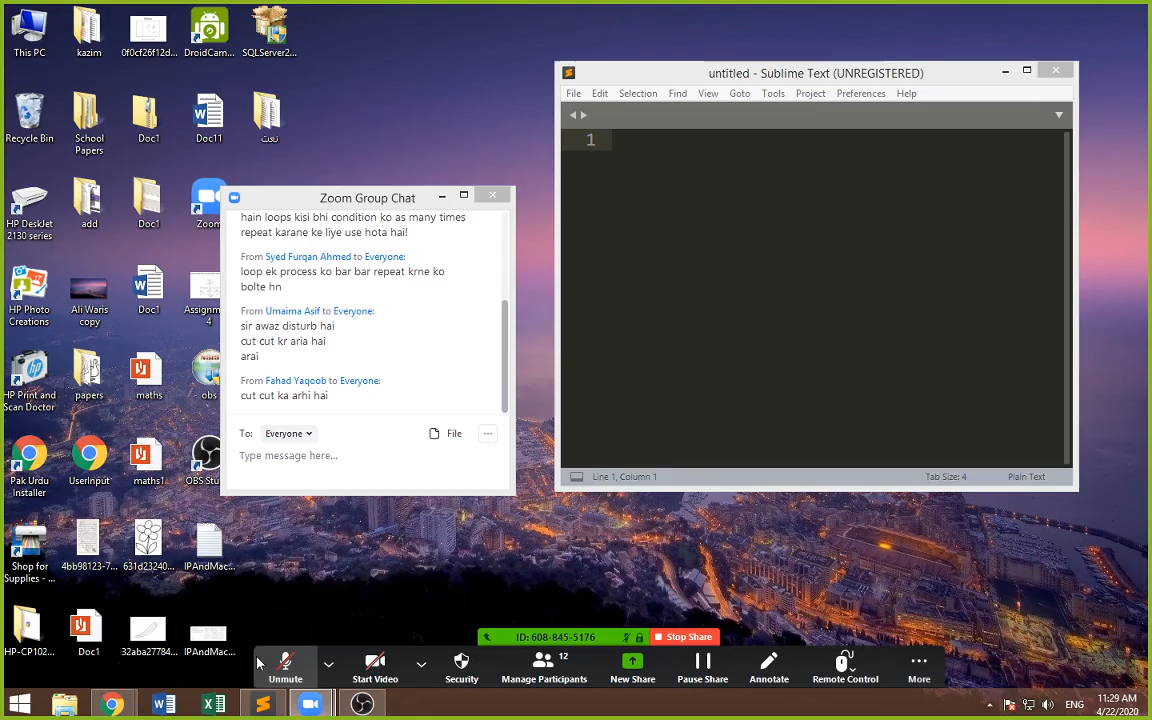 This PC
kazim
0f0cf26f12d...
DroidCam...
SQLServer2...
Recycle Bin
School
Papers
Doc1
Doc11
نعت
HP DeskJet
2130 series
add
Doc1
Zoom
HP Photo
Creations
Ali Waris
copy
Doc1
Assignm
4
HP Print and
Scan Doctor
papers
maths
obs
Pak Urdu
Installer
UserInput
maths1
OBS Stu
Shop for
Supplies - ...
4bb98123-7...
631d23240...
IPAndMac...
HP-CP102...
Doc1
32aba27784...
IPAndMac...
Zoom Group Chat
hain loops kisi bhi condition ko as many times
repeat karane ke liye use hota hai!
From Syed Furqan Ahmed to Everyone:
loop ek process ko bar bar repeat krne ko
bolte hn
From Umaima Asif to Everyone:
sir awaz disturb hai
cut cut kr aria hai
arai
From Fahad Yaqoob to Everyone:
cut cut ka arhi hai
To: Everyone
File
Type message here...
untitled - Sublime Text (UNREGISTERED)
File Edit Selection Find View Goto Tools Project Preferences Help
1
Line 1, Column 1
Tab Size: 4
Plain Text
ID: 608-845-5176
Stop Share
12
Unmute
Start Video
Security
Manage Participants
New Share
Pause Share
Annotate
Remote Control
More
ENG
11:29 AM
4/22/2020